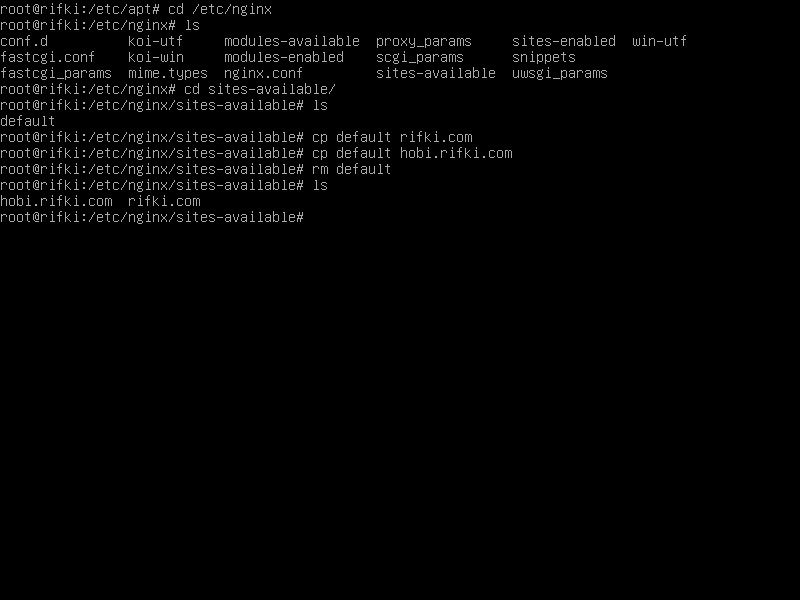 root@rifki:/etc/apt# cd /etc/nginx
root@rifki:/etc/nginx# ls
conf.d          koi-utf     modules-available  proxy_params     sites-enabled  win-utf
fastcgi.conf    koi-win     modules-enabled    scgi_params      snippets
fastcgi_params  mime.types  nginx.conf         sites-available  uwsgi_params
root@rifki:/etc/nginx# cd sites-available/
root@rifki:/etc/nginx/sites-available# ls
default
root@rifki:/etc/nginx/sites-available# cp default rifki.com
root@rifki:/etc/nginx/sites-available# cp default hobi.rifki.com
root@rifki:/etc/nginx/sites-available# rm default
root@rifki:/etc/nginx/sites-available# ls
hobi.rifki.com  rifki.com
root@rifki:/etc/nginx/sites-available#